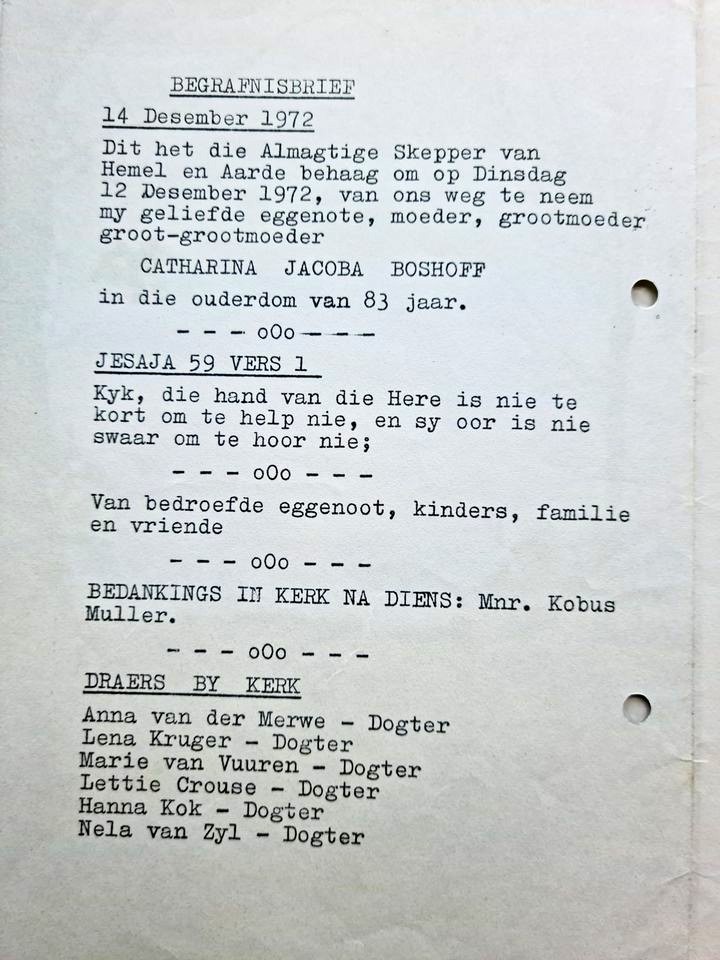 BEGRAFNISBRIEF
14 Desember 1972
Dit het die Almagtige Skepper van
Hemel en Aarde behaag om op Dinsdag
12 Desember 1972, van ons weg te neem
my geliefde eggenote, moeder, grootmoeder
groot-grootmoeder
CATHARINA JACOBA BOSHOFF
in die ouderdom van 83 jaar.
- - - oOo - - -
JESAJA 59 VERS 1
Kyk, die hand van die Here is nie te
kort om te help nie, en sy oor is nie
swaar om te hoor nie;
- - - oOo - - -
Van bedroefde eggenoot, kinders, familie
en vriende
- - - oOo - - -
BEDANKINGS IN KERK NA DIENS: Mnr. Kobus
Muller.
- - - oOo - - -
DRAERS BY KERK
Anna van der Merwe - Dogter
Lena Kruger - Dogter
Marie van Vuuren - Dogter
Lettie Crouse - Dogter
Hanna Kok - Dogter
Nela van Zyl - Dogter